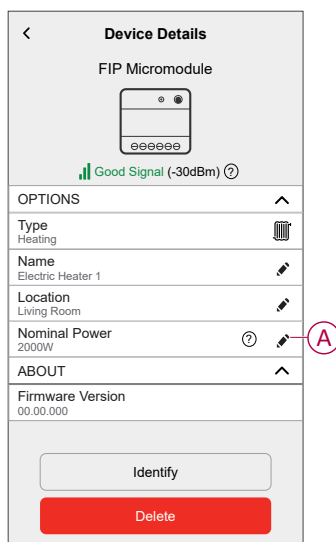 Device Details
FIP Micromodule
Good Signal (-30dBm) ?
OPTIONS
Type
Heating
Name
Electric Heater 1
Location
Living Room
Nominal Power
2000W ?
A
ABOUT
Firmware Version
00.00.000
Identify
Delete